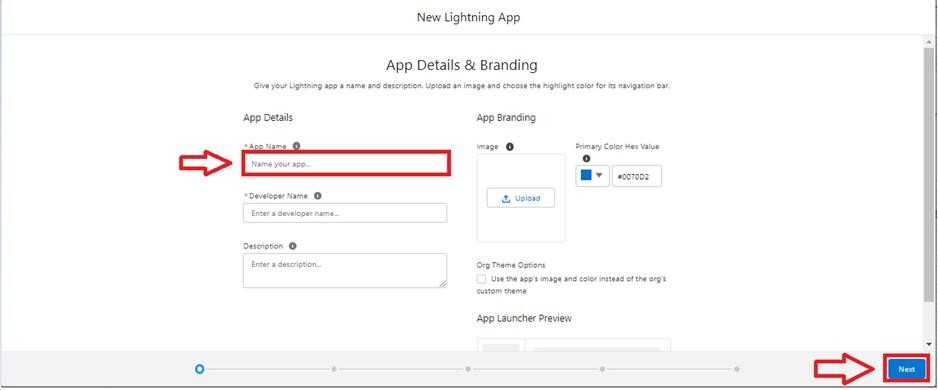 New Lightning App
App Details & Branding
Give your Lightning app a name and description. Upload an image and choose the highlight color for its navigation bar.
App Details
* App Name
Name your app...
* Developer Name
Enter a developer name...
Description
Enter a description...
App Branding
Image
Upload
Primary Color Hex Value
#0070D2
Org Theme Options
Use the app's image and color instead of the org's
custom theme
App Launcher Preview
Next